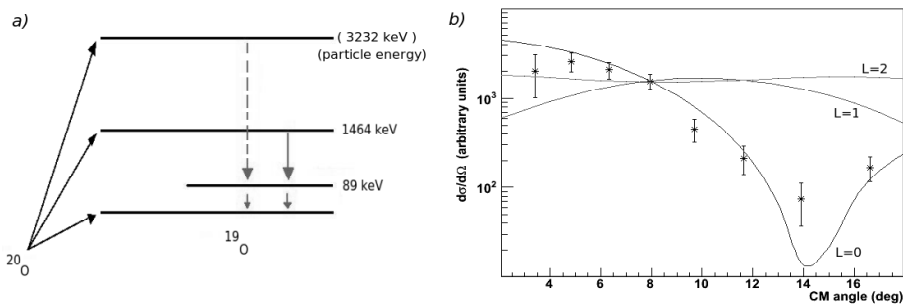 a)
( 3232 keV )
(particle energy)
1464 keV
89 keV
19
O
20
O
b)
dσ/dΩ (arbitrary units)
10³
10²
L=2
L=1
L=0
4 6 8 10 12 14 16
CM angle (deg)